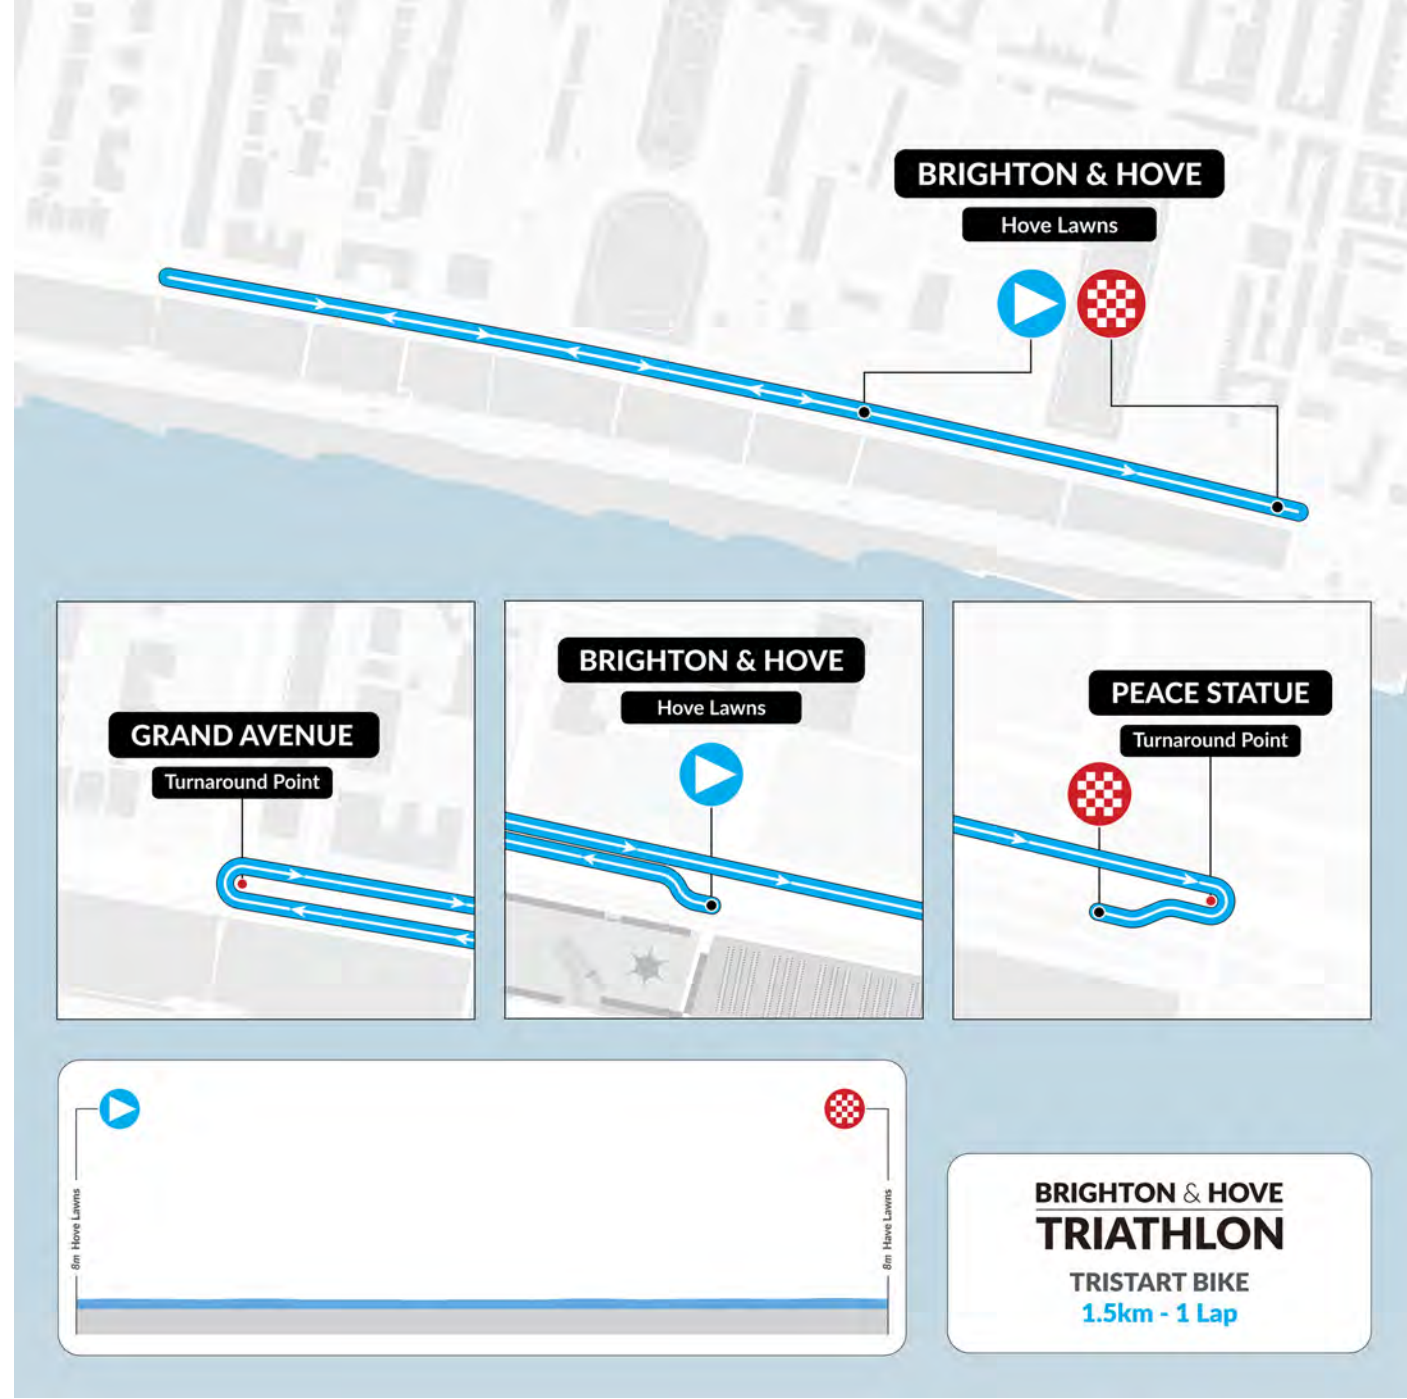 BRIGHTON & HOVE
Hove Lawns
GRAND AVENUE
Turnaround Point
BRIGHTON & HOVE
Hove Lawns
PEACE STATUE
Turnaround Point
8m Hove Lawns
8m Have Lawns
BRIGHTON & HOVE
TRIATHLON
TRISTART BIKE
1.5km - 1 Lap